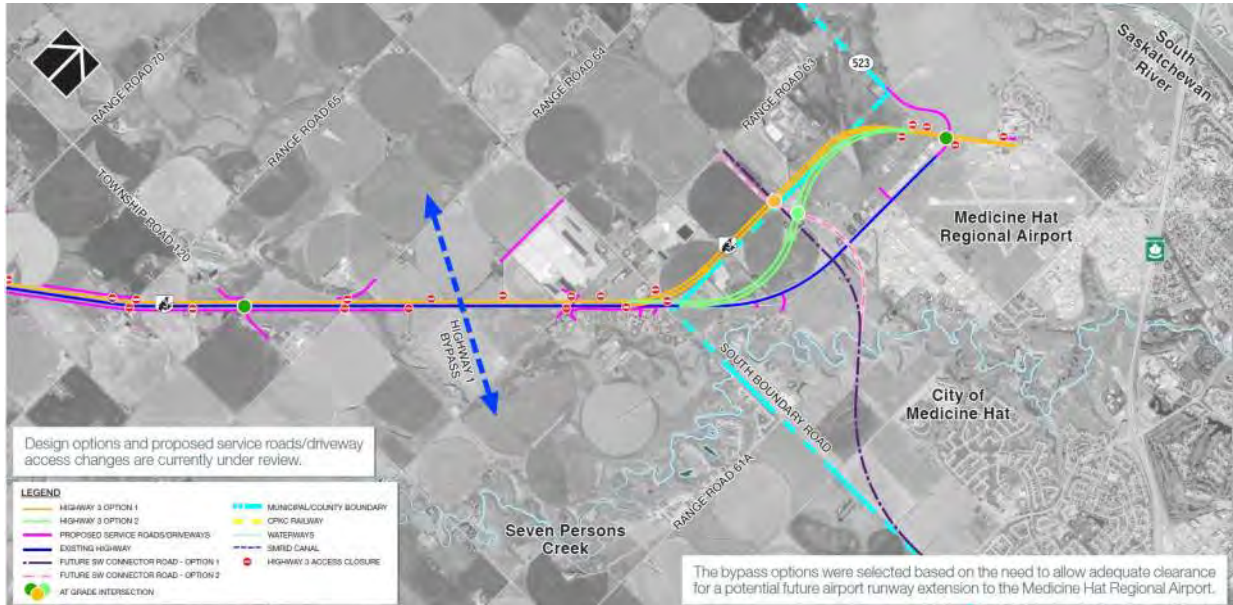 RANGE ROAD 70
RANGE ROAD 65
RANGE ROAD 64
RANGE ROAD 63
523
South
Saskatchewan
River
TOWNSHIP ROAD 120
Medicine Hat
Regional Airport
HIGHWAY 1
BYPASS
SOUTH BOUNDARY ROAD
City of
Medicine Hat
RANGE ROAD 61A
Seven Persons
Creek
Design options and proposed service roads/driveway
access changes are currently under review.
LEGEND
HIGHWAY 3 OPTION 1
HIGHWAY 3 OPTION 2
PROPOSED SERVICE ROADS/DRIVEWAYS
EXISTING HIGHWAY
FUTURE SW CONNECTOR ROAD - OPTION 1
FUTURE SW CONNECTOR ROAD - OPTION 2
AT GRADE INTERSECTION
MUNICIPAL/COUNTY BOUNDARY
CPKC RAILWAY
WATERWAYS
SMRID CANAL
HIGHWAY 3 ACCESS CLOSURE
The bypass options were selected based on the need to allow adequate clearance
for a potential future airport runway extension to the Medicine Hat Regional Airport.